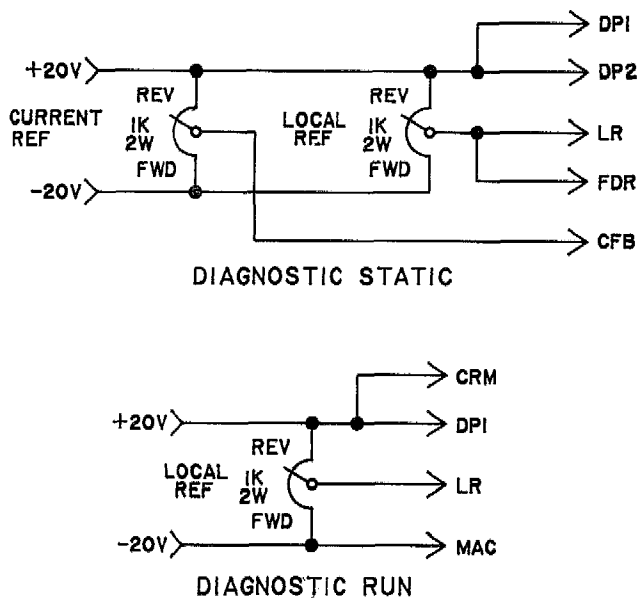 DP1
+20V
DP2
REV
REV
CURRENT
REF
1K
2W
LOCAL
REF
1K
2W
LR
FWD
FWD
FDR
-20V
CFB
DIAGNOSTIC STATIC
CRM
+20V
DP1
REV
LOCAL
REF
1K
2W
LR
FWD
-20V
MAC
DIAGNOSTIC RUN